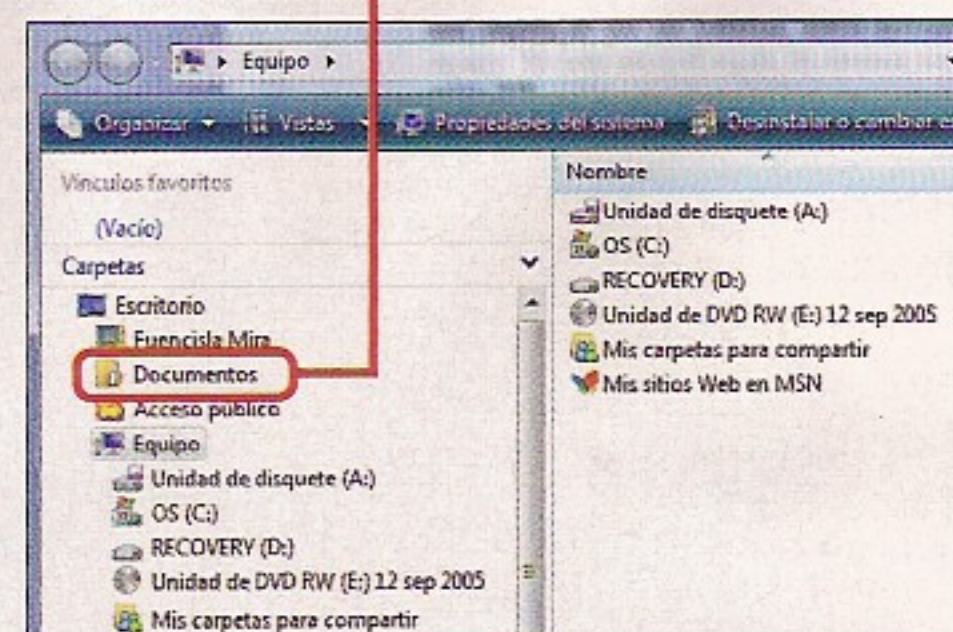 Equipo
Organizar Vistas Propiedades del sistema Desinstalar o cambiar
Vínculos favoritos
(Vacío)
Carpetas
Escritorio
Fuencisla Mira
Documentos
Acceso público
Equipo
Unidad de disquete (A:)
OS (C:)
RECOVERY (D:)
Unidad de DVD RW (E:) 12 sep 2005
Mis carpetas para compartir
Nombre
Unidad de disquete (A:)
OS (C:)
RECOVERY (D:)
Unidad de DVD RW (E:) 12 sep 2005
Mis carpetas para compartir
Mis sitios Web en MSN